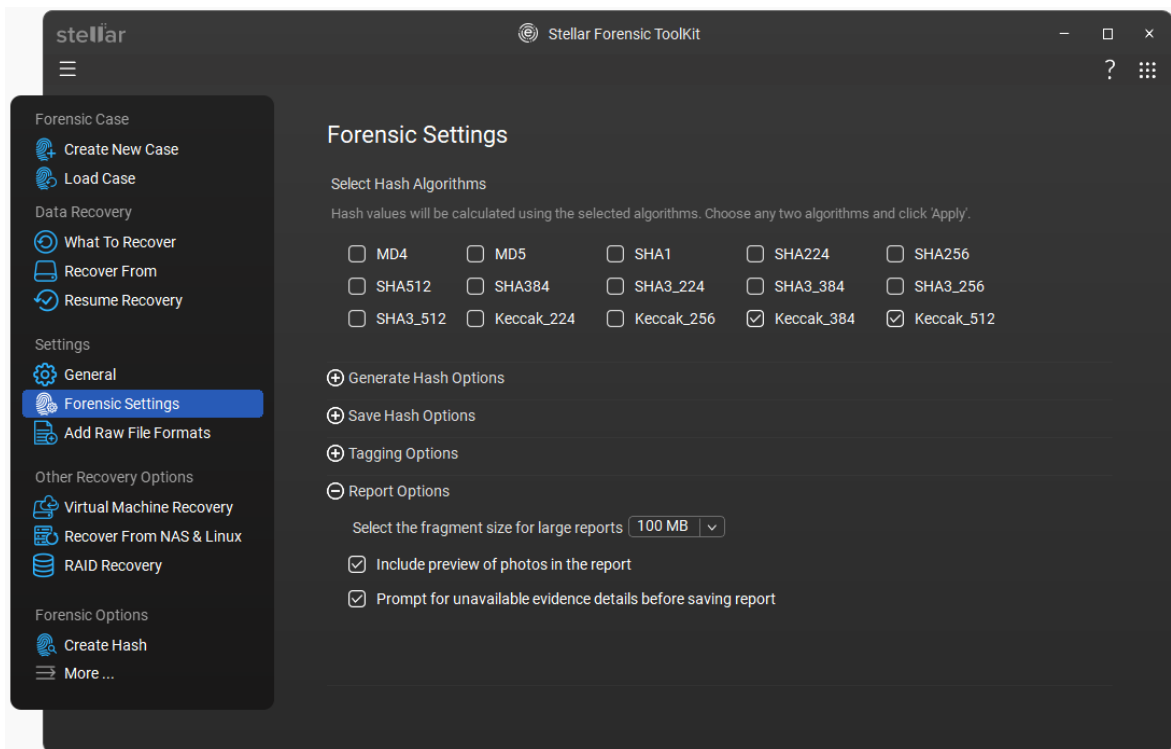 stellar
Stellar Forensic ToolKit
?
Forensic Case
Create New Case
Load Case
Data Recovery
What To Recover
Recover From
Resume Recovery
Settings
General
Forensic Settings
Add Raw File Formats
Other Recovery Options
Virtual Machine Recovery
Recover From NAS & Linux
RAID Recovery
Forensic Options
Create Hash
More ...
Forensic Settings
Select Hash Algorithms
Hash values will be calculated using the selected algorithms. Choose any two algorithms and click 'Apply'.
MD4 MD5 SHA1 SHA224 SHA256
SHA512 SHA384 SHA3_224 SHA3_384 SHA3_256
SHA3_512 Keccak_224 Keccak_256 Keccak_384 Keccak_512
Generate Hash Options
Save Hash Options
Tagging Options
Report Options
Select the fragment size for large reports 100 MB
Include preview of photos in the report
Prompt for unavailable evidence details before saving report